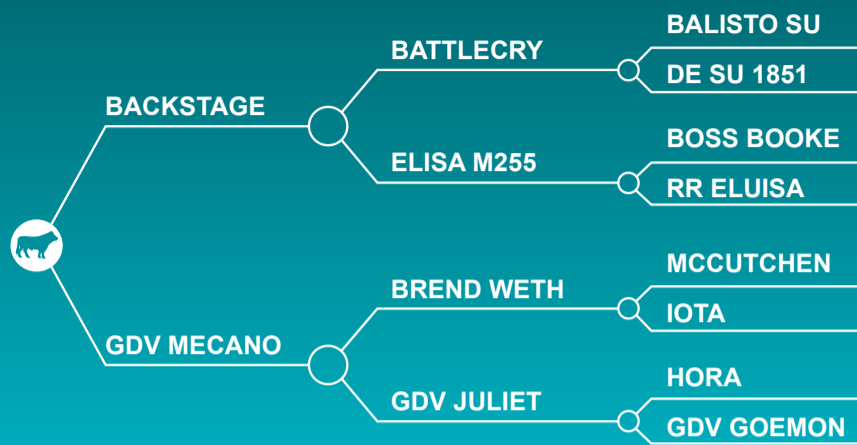 BALISTO SU
BATTLECRY
DE SU 1851
BACKSTAGE
BOSS BOOKE
ELISA M255
RR ELUISA
MCCUTCHEN
BREND WETH
IOTA
GDV MECANO
HORA
GDV JULIET
GDV GOEMON